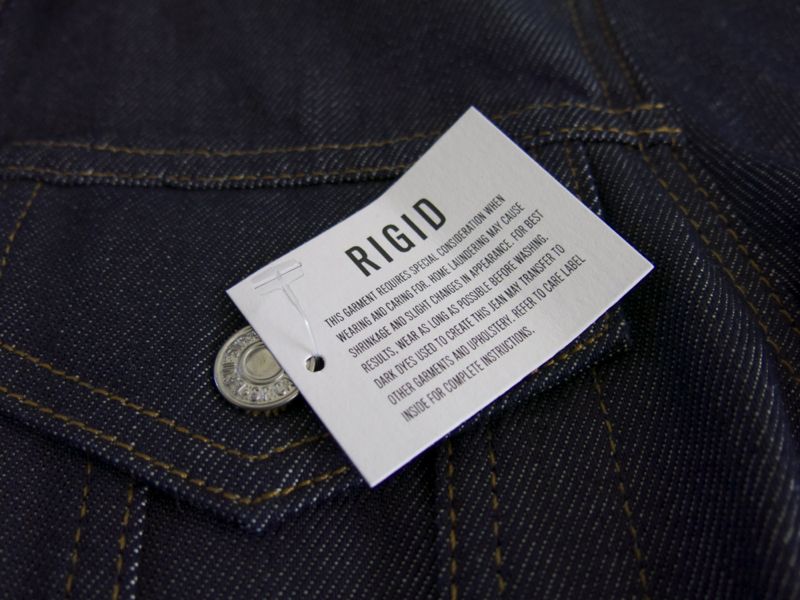 RIGID
THIS GARMENT REQUIRES SPECIAL CONSIDERATION WHEN
WEARING AND CARING FOR. HOME LAUNDERING MAY CAUSE
SHRINKAGE AND SLIGHT CHANGES IN APPEARANCE. FOR BEST
RESULTS, WEAR AS LONG AS POSSIBLE BEFORE WASHING.
DARK DYES USED TO CREATE THIS JEAN MAY TRANSFER TO
OTHER GARMENTS AND UPHOLSTERY. REFER TO CARE LABEL
INSIDE FOR COMPLETE INSTRUCTIONS.